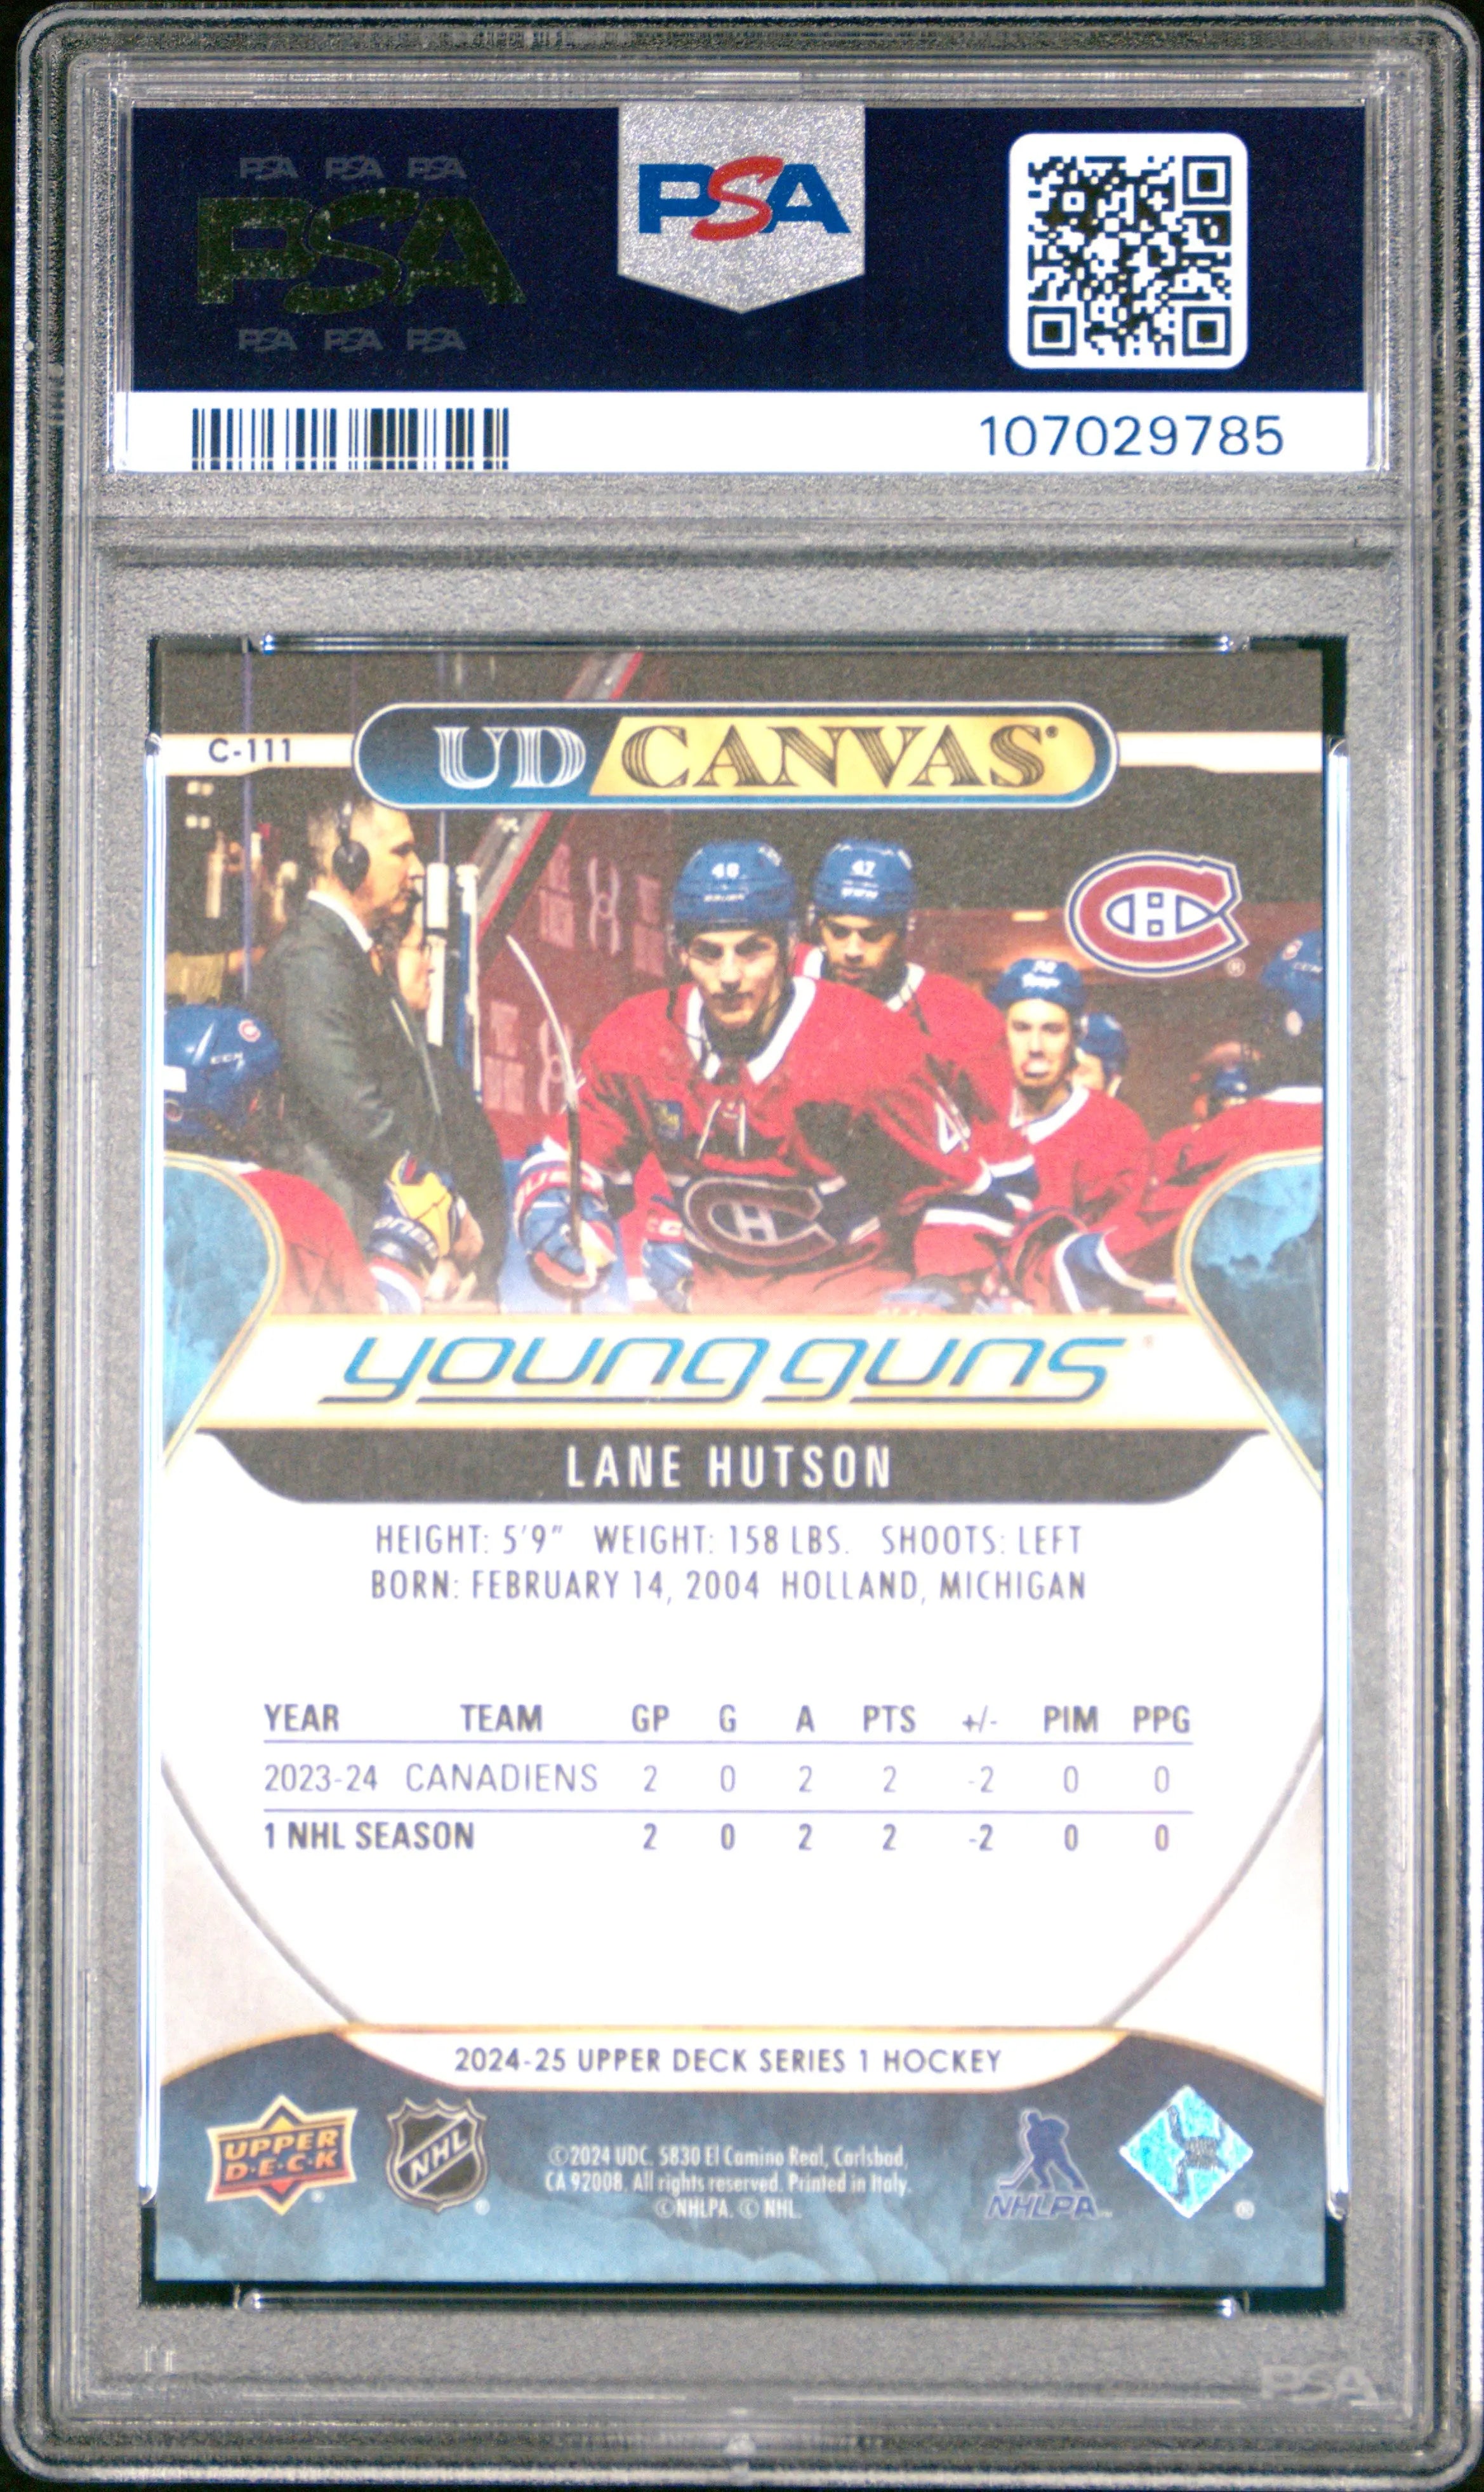 PSA PSA PSA
PSA
PSA PSA PSA
PSA
107029785
C-111
UD CANVAS®
48
47
CCM
young guns
LANE HUTSON
HEIGHT: 5'9" WEIGHT: 158 LBS. SHOOTS: LEFT
BORN: FEBRUARY 14, 2004 HOLLAND, MICHIGAN
YEAR TEAM GP G A PTS +/- PIM PPG
2023-24 CANADIENS 2 0 2 2 -2 0 0
1 NHL SEASON 2 0 2 2 -2 0 0
2024-25 UPPER DECK SERIES 1 HOCKEY
UPPER
DECK
NHL
©2024 UDC. 5830 El Camino Real, Carlsbad,
CA 92008. All rights reserved. Printed in Italy.
©NHLPA. © NHL.
NHLPA
PSA